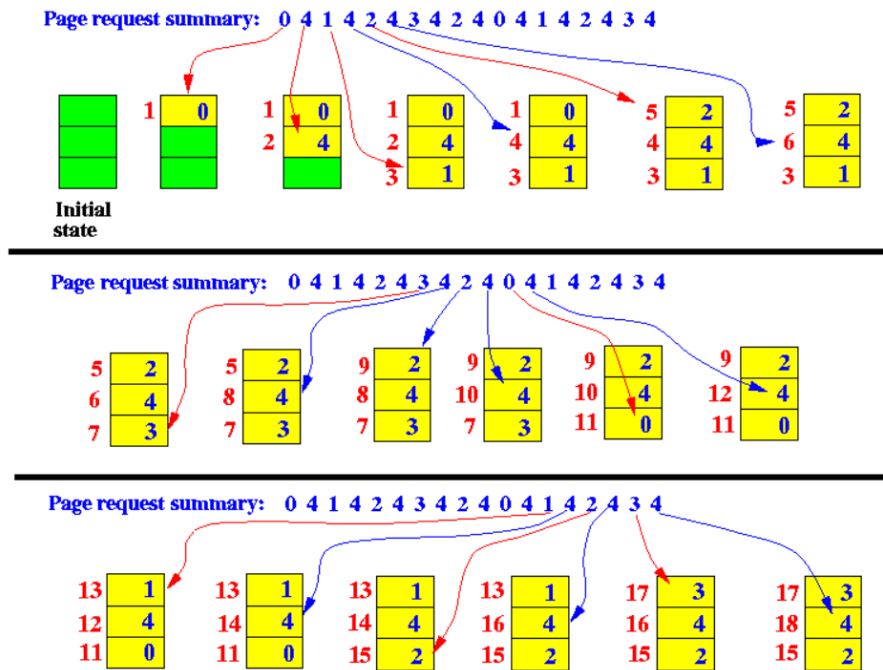 Page request summary: 0 4 1 4 2 4 3 4 2 4 0 4 1 4 2 4 3 4
1 0 1 0 1 0 1 0 5 2 5 2
2 4 2 4 4 4 4 4 6 4
3 1 3 1 3 1 3 1
Initial
state
Page request summary: 0 4 1 4 2 4 3 4 2 4 0 4 1 4 2 4 3 4
5 2 5 2 9 2 9 2 9 2 9 2
6 4 8 4 8 4 10 4 10 4 12 4
7 3 7 3 7 3 7 3 11 0 11 0
Page request summary: 0 4 1 4 2 4 3 4 2 4 0 4 1 4 2 4 3 4
13 1 13 1 13 1 13 1 17 3 17 3
12 4 14 4 14 4 16 4 16 4 18 4
11 0 11 0 15 2 15 2 15 2 15 2